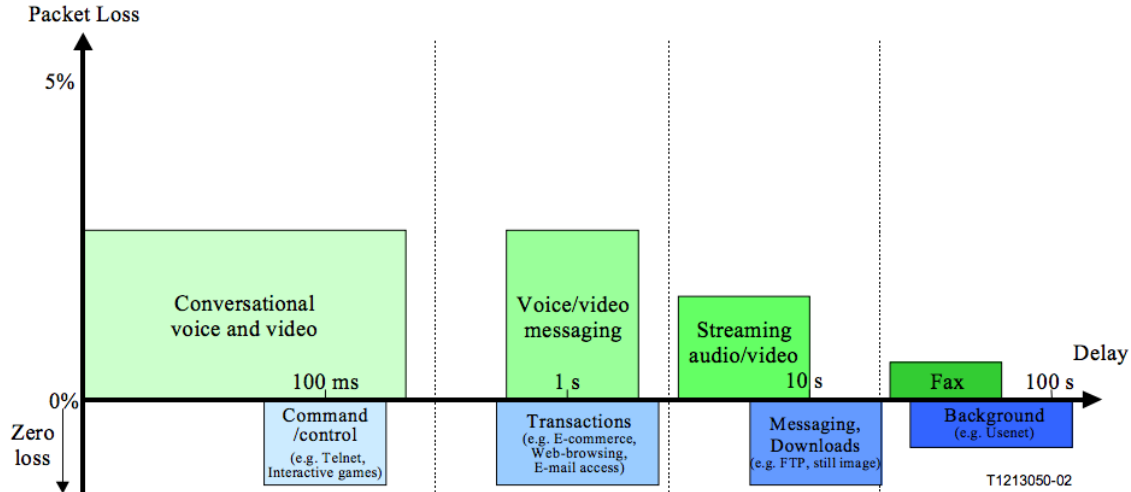 Packet Loss
5%
Conversational
voice and video
Voice/video
messaging
Streaming
audio/video
Delay
100 ms
1 s
10 s
Fax
100 s
0%
Zero
loss
Command
/control
(e.g. Telnet,
Interactive games)
Transactions
(e.g. E-commerce,
Web-browsing,
E-mail access)
Messaging,
Downloads
(e.g. FTP, still image)
Background
(e.g. Usenet)
T1213050-02